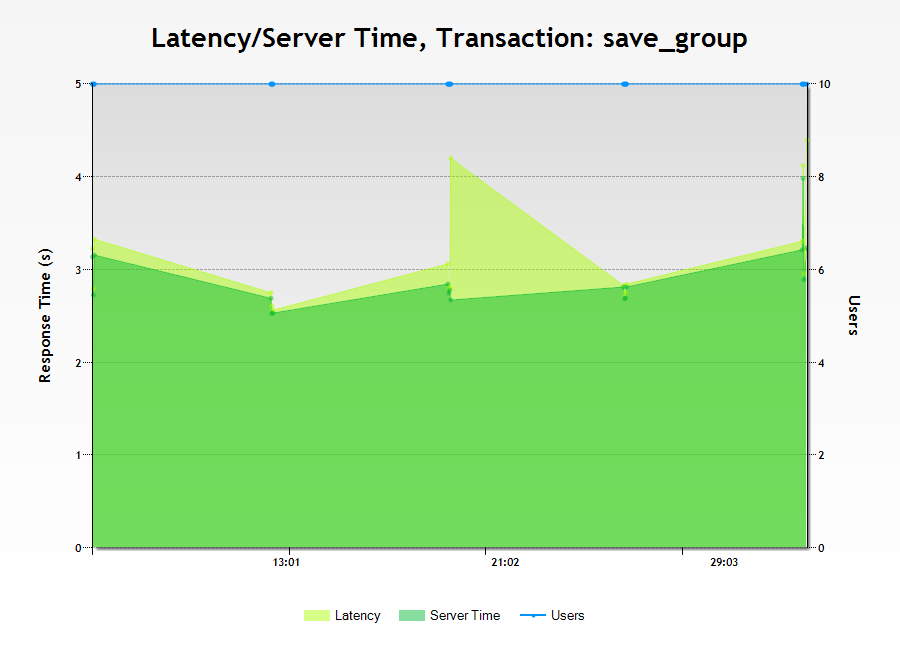 Latency/Server Time, Transaction: save_group
5
10
4
8
3
6
Response Time (s)
Users
2
4
1
2
0
0
13:01
21:02
29:03
Latency
Server Time
Users